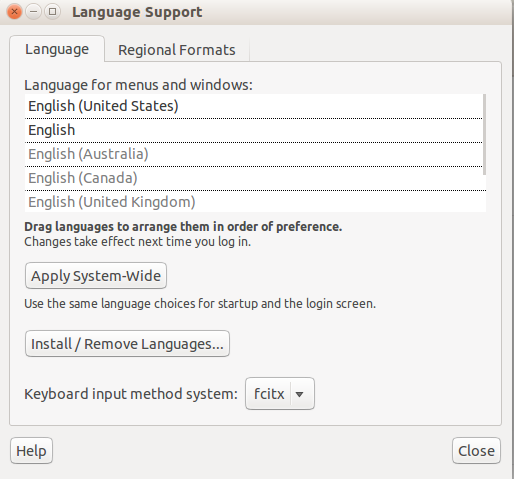 Language Support
Language
Regional Formats
Language for menus and windows:
English (United States)
English
English (Australia)
English (Canada)
English (United Kingdom)
Drag languages to arrange them in order of preference.
Changes take effect next time you log in.
Apply System-Wide
Use the same language choices for startup and the login screen.
Install / Remove Languages...
Keyboard input method system: fcitx
Help
Close